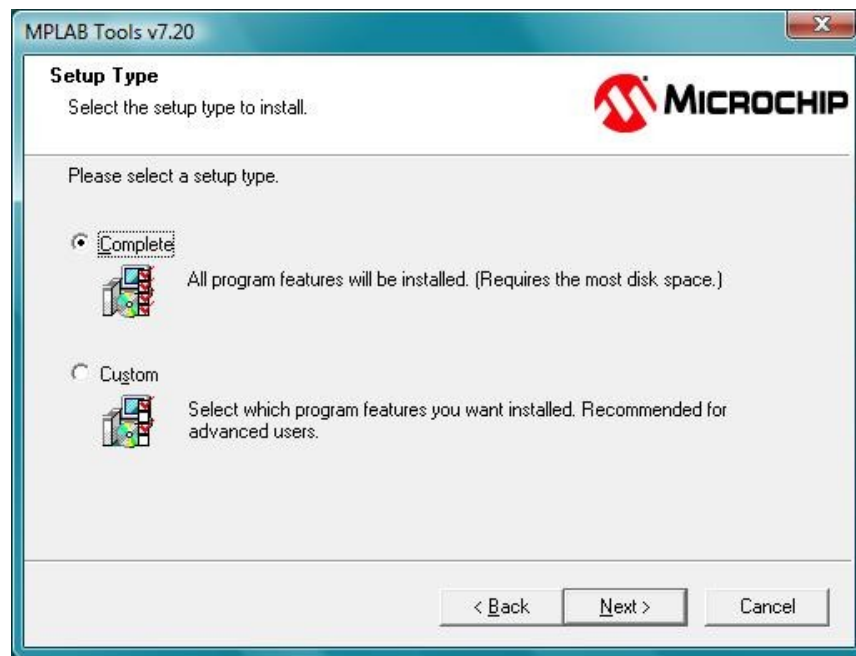 MPLAB Tools v7.20
Setup Type
Select the setup type to install.
MICROCHIP
Please select a setup type.
Complete
All program features will be installed. (Requires the most disk space.)
Custom
Select which program features you want installed. Recommended for
advanced users.
< Back
Next >
Cancel